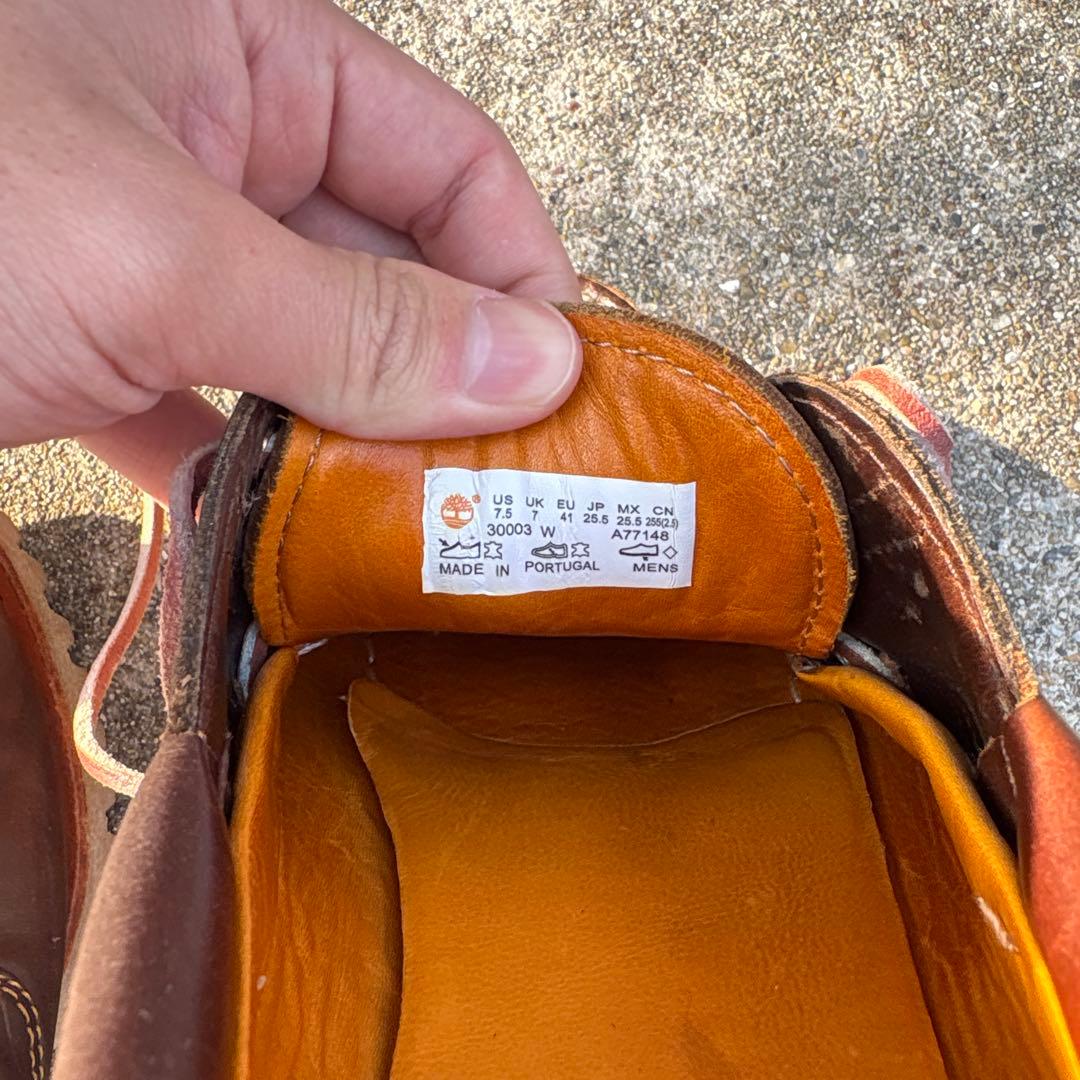 US UK EU JP MX CN
7.5 7 41 25.5 25.5 255(2.5)
30003 W A77148
MADE IN PORTUGAL MENS